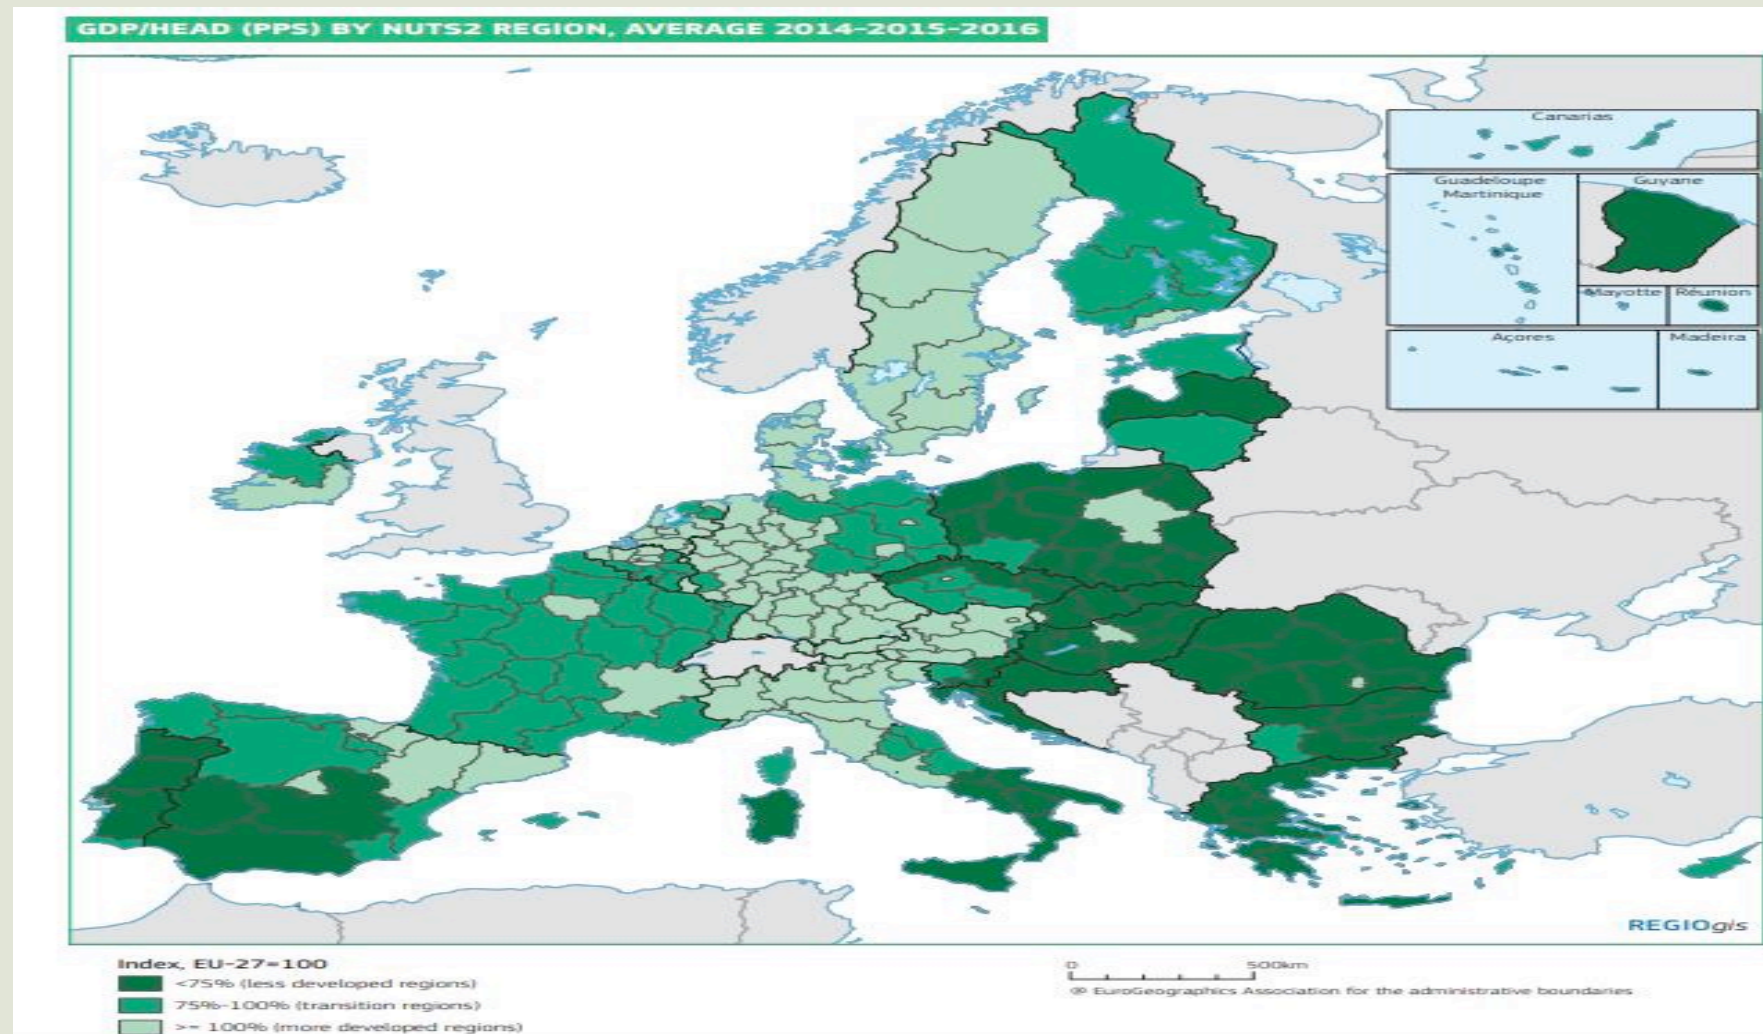 GDP/HEAD (PPS) BY NUTS2 REGION, AVERAGE 2014-2015-2016
Canarias
Guadeloupe
Martinique
Guyane
Mayotte
Réunion
Açores
Madeira
REGIOgis
Index, EU-27=100
<75% (less developed regions)
75%-100% (transition regions)
>= 100% (more developed regions)
0 500km
® EuroGeographics Association for the administrative boundaries